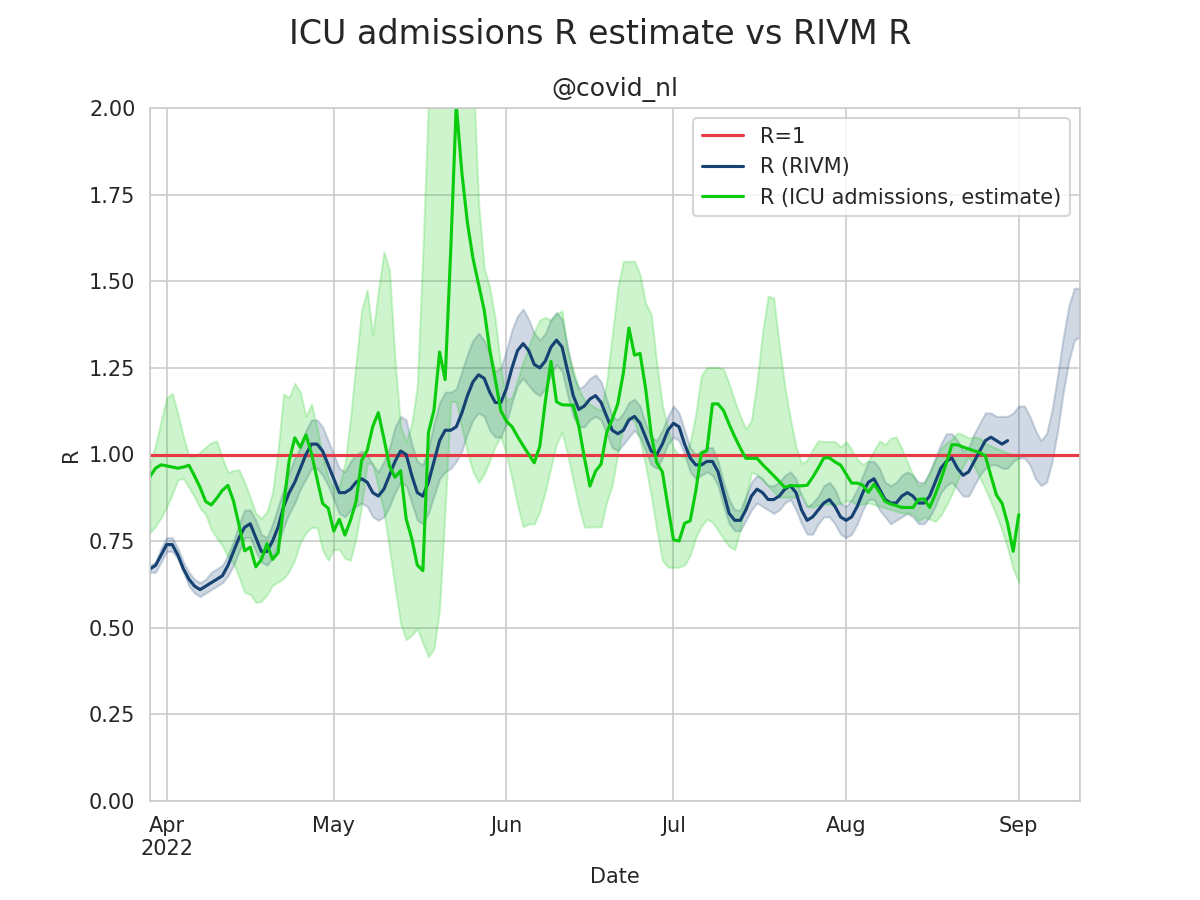 ICU admissions R estimate vs RIVM R
@covid_nl
R=1
R (RIVM)
R (ICU admissions, estimate)
2.00
1.75
1.50
1.25
1.00
0.75
0.50
0.25
0.00
R
Apr May Jun Jul Aug Sep
2022
Date